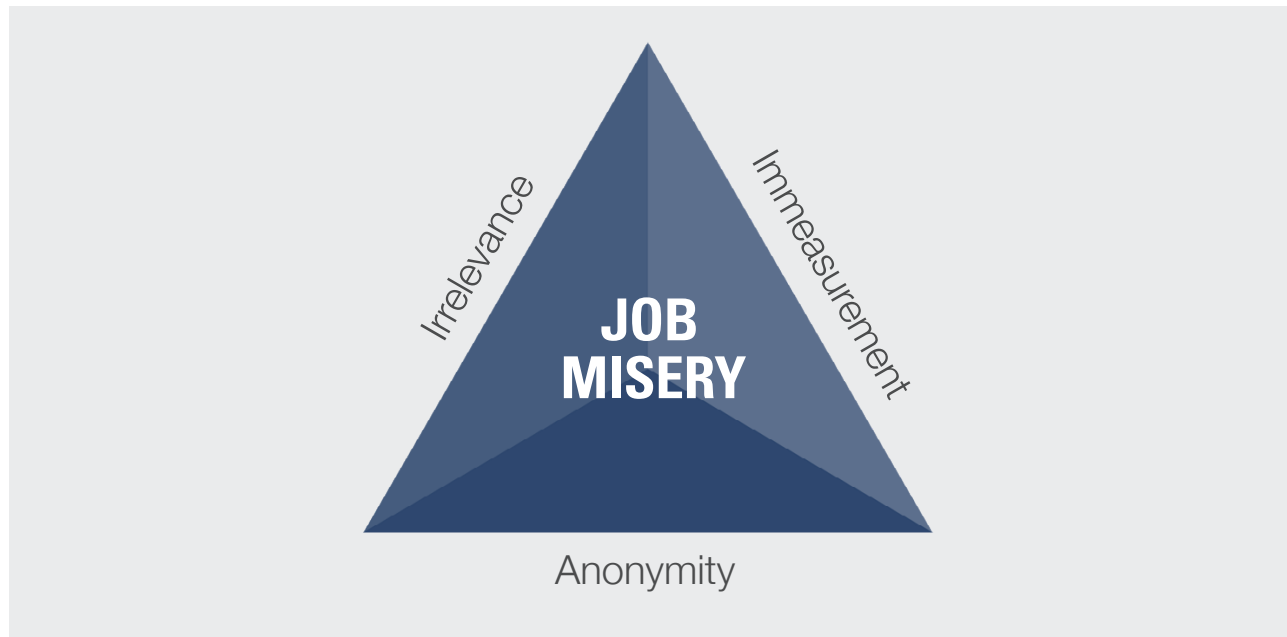 Irrelevance
Immeasurement
JOB
MISERY
Anonymity